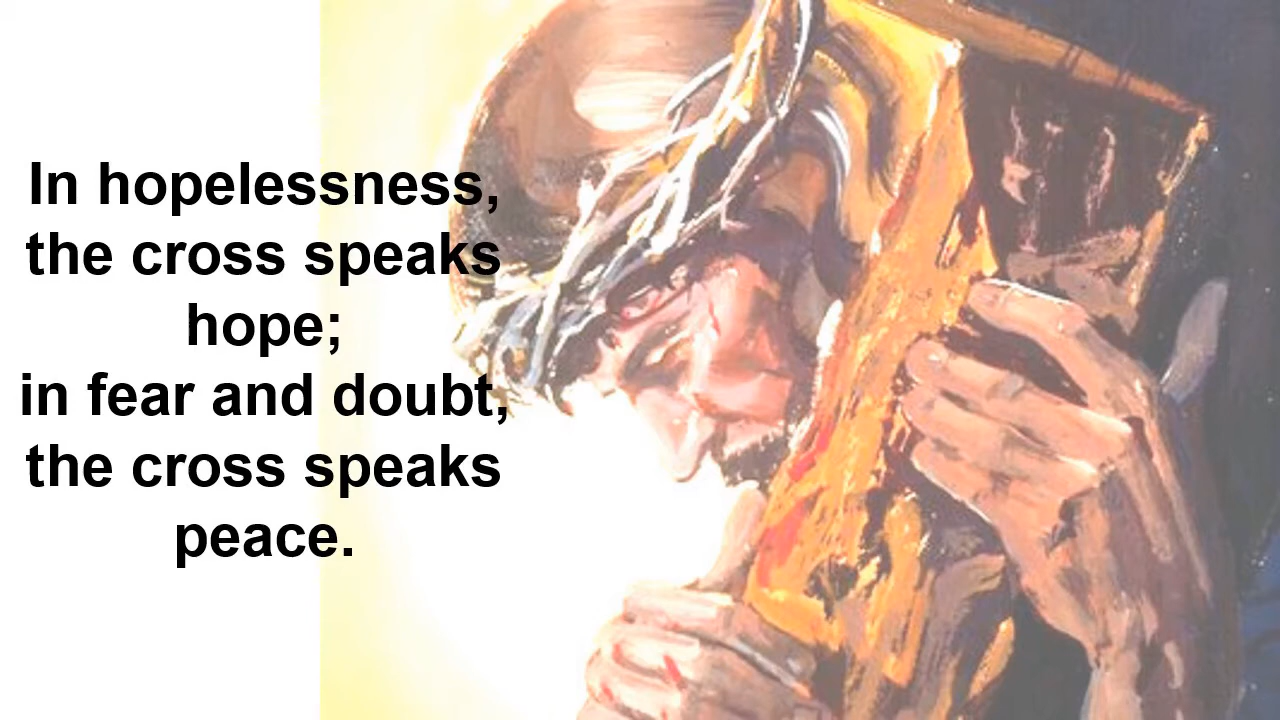 In hopelessness,
the cross speaks
hope;
in fear and doubt,
the cross speaks
peace.